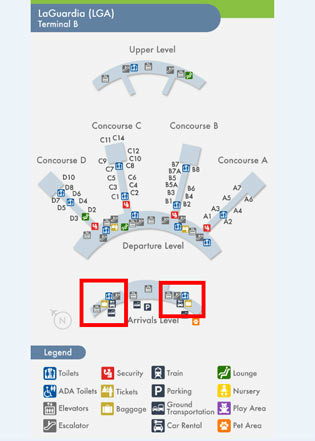 LaGuardia (LGA)
Terminal B
Upper Level
Concourse C
Concourse B
C11 C14
C12
C9 C10
C7 C8
C5 C6
C3 C4
C1 C2
B7 B8
B7A
B5 B6
B5A
B3 B4
B1 B2
Concourse D
Concourse A
D10
D8
D7 D6
D5 D4
D3 D2
A7
A6
A5
A4
A3
A1 A2
Departure Level
N
P
Arrivals Level
Legend
Toilets
Security
Train
Lounge
ADA Toilets
Tickets
P Parking
Nursery
Elevators
Baggage
Ground
Transportation
Play Area
Escalator
Car Rental
Pet Area